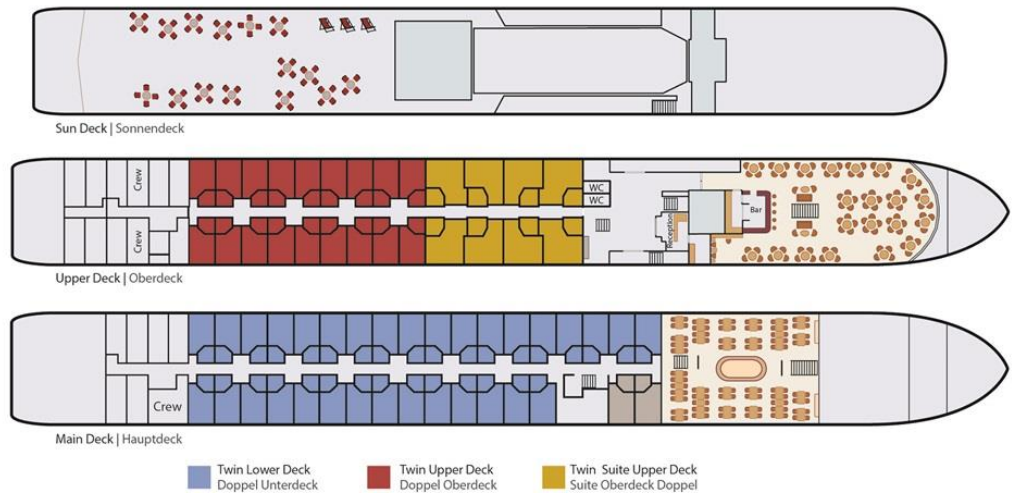 Sun Deck | Sonnendeck
Crew
Crew
WC
WC
Reception
Bar
Upper Deck | Oberdeck
Crew
Main Deck | Hauptdeck
Twin Lower Deck
Doppel Unterdeck
Twin Upper Deck
Doppel Oberdeck
Twin Suite Upper Deck
Suite Oberdeck Doppel